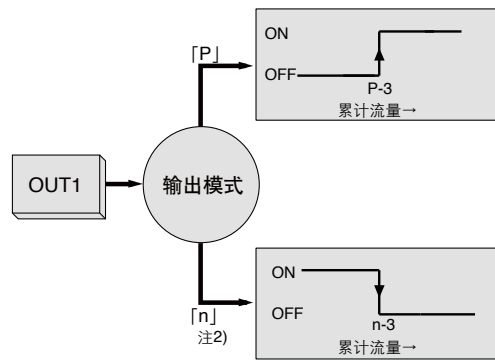 「P」
ON
OFF
P-3
累计流量→
OUT1
输出模式
「n」
注2)
ON
OFF
n-3
累计流量→